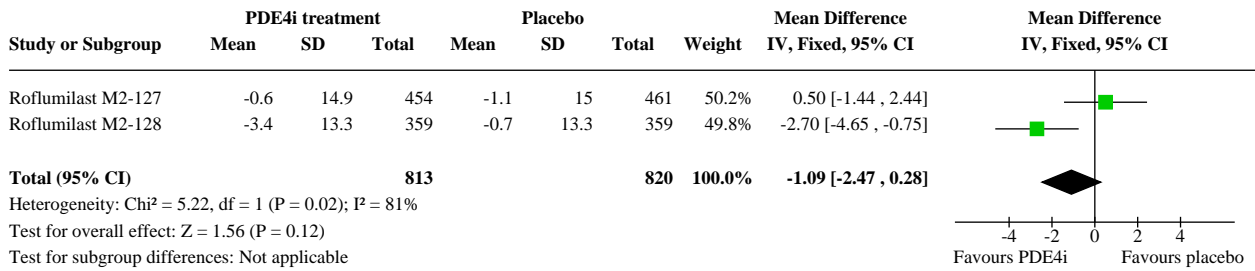 PDE4i treatment Placebo Mean Difference Mean Difference
Study or Subgroup Mean SD Total Mean SD Total Weight IV, Fixed, 95% CI IV, Fixed, 95% CI
Roflumilast M2-127 -0.6 14.9 454 -1.1 15 461 50.2% 0.50 [-1.44 , 2.44]
Roflumilast M2-128 -3.4 13.3 359 -0.7 13.3 359 49.8% -2.70 [-4.65 , -0.75]
Total (95% CI) 813 820 100.0% -1.09 [-2.47 , 0.28]
Heterogeneity: Chi² = 5.22, df = 1 (P = 0.02); I² = 81%
Test for overall effect: Z = 1.56 (P = 0.12) -4 -2 0 2 4
Test for subgroup differences: Not applicable Favours PDE4i Favours placebo